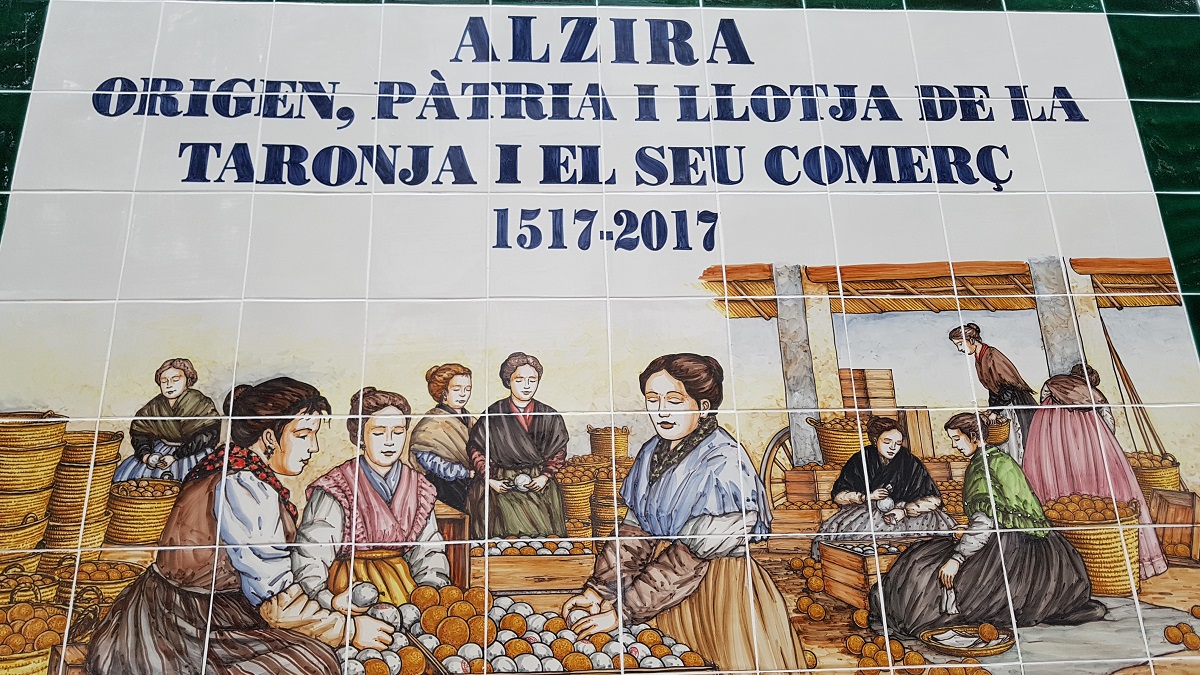 ALZIRA
ORIGEN, PÀTRIA I LLOTJA DE LA
TARONJA I EL SEU COMERÇ
1517-2017